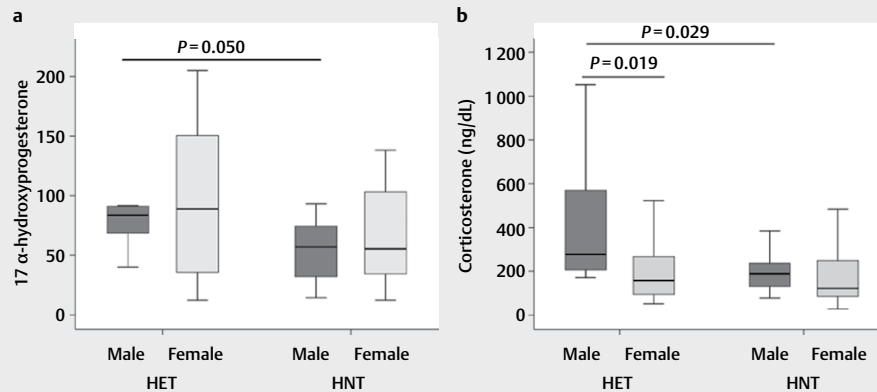 a
17 α-hydroxyprogesterone
200
150
100
50
0
P = 0.050
Male Female Male Female
HET HNT
b
Corticosterone (ng/dL)
1 200
1 000
800
600
400
200
0
P = 0.029
P = 0.019
Male Female Male Female
HET HNT